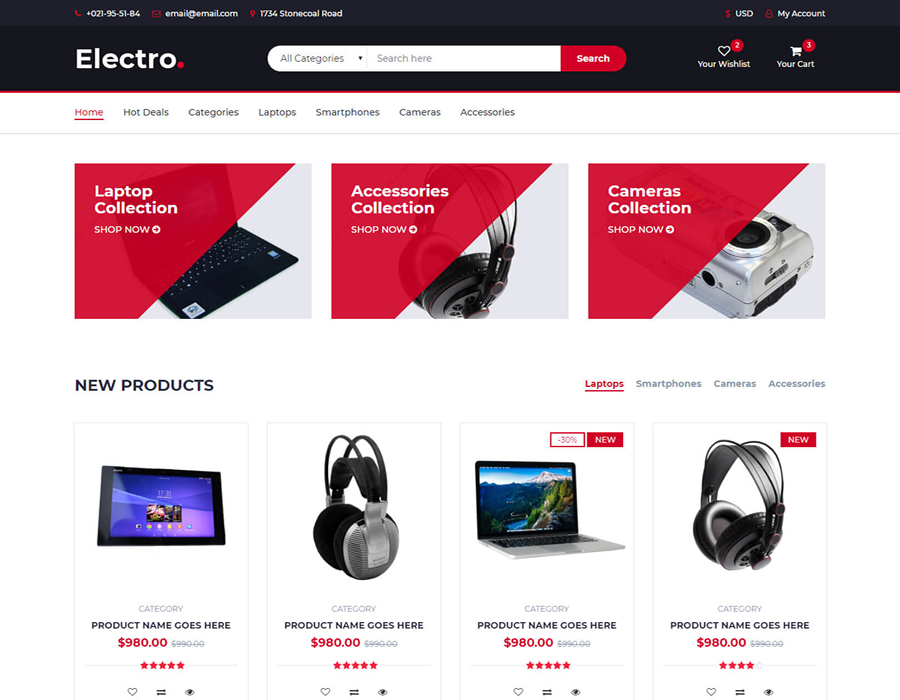 +021-95-51-84 email@email.com 1734 Stonecoal Road $ USD My Account
Electro.
All Categories Search here Search
2
Your Wishlist
3
Your Cart
Home Hot Deals Categories Laptops Smartphones Cameras Accessories
Laptop
Collection
SHOP NOW
Accessories
Collection
SHOP NOW
Cameras
Collection
SHOP NOW
NEW PRODUCTS
Laptops Smartphones Cameras Accessories
-30% NEW
NEW
CATEGORY CATEGORY CATEGORY CATEGORY
PRODUCT NAME GOES HERE PRODUCT NAME GOES HERE PRODUCT NAME GOES HERE PRODUCT NAME GOES HERE
$980.00 $990.00 $980.00 $990.00 $980.00 $990.00 $980.00 $990.00